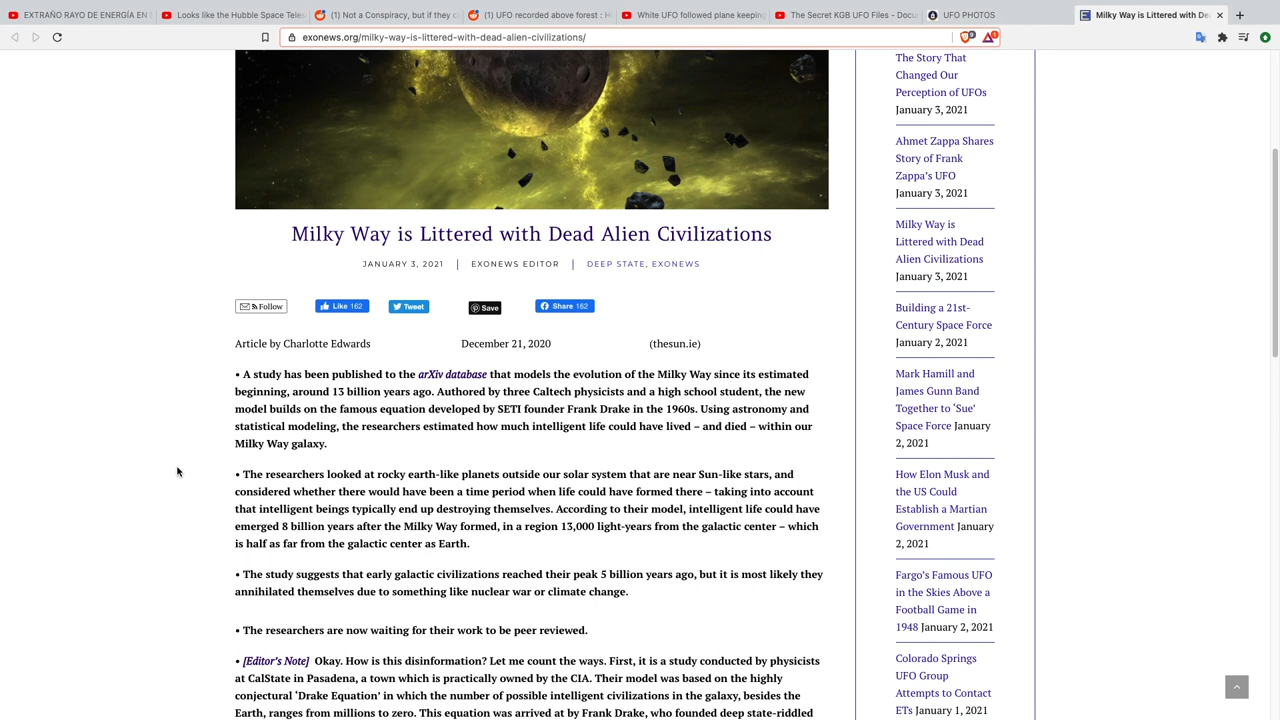 EXTRAÑO RAYO DE ENERGÍA EN
Looks like the Hubble Space Teles
(1) Not a Conspiracy, but if they c
(1) UFO recorded above forest : H
White UFO followed plane keeping
The Secret KGB UFO Files - Docu
UFO PHOTOS
Milky Way is Littered with De
exonews.org/milky-way-is-littered-with-dead-alien-civilizations/
Milky Way is Littered with Dead Alien Civilizations
JANUARY 3, 2021
EXONEWS EDITOR
DEEP STATE, EXONEWS
Follow
Like 162
Tweet
Save
Share 162
Article by Charlotte Edwards December 21, 2020 (thesun.ie)
• A study has been published to the arXiv database that models the evolution of the Milky Way since its estimated
beginning, around 13 billion years ago. Authored by three Caltech physicists and a high school student, the new
model builds on the famous equation developed by SETI founder Frank Drake in the 1960s. Using astronomy and
statistical modeling, the researchers estimated how much intelligent life could have lived – and died – within our
Milky Way galaxy.
• The researchers looked at rocky earth-like planets outside our solar system that are near Sun-like stars, and
considered whether there would have been a time period when life could have formed there – taking into account
that intelligent beings typically end up destroying themselves. According to their model, intelligent life could have
emerged 8 billion years after the Milky Way formed, in a region 13,000 light-years from the galactic center – which
is half as far from the galactic center as Earth.
• The study suggests that early galactic civilizations reached their peak 5 billion years ago, but it is most likely they
annihilated themselves due to something like nuclear war or climate change.
• The researchers are now waiting for their work to be peer reviewed.
• [Editor's Note] Okay. How is this disinformation? Let me count the ways. First, it is a study conducted by physicists
at CalState in Pasadena, a town which is practically owned by the CIA. Their model was based on the highly
conjectural ‘Drake Equation’ in which the number of possible intelligent civilizations in the galaxy, besides the
Earth, ranges from millions to zero. This equation was arrived at by Frank Drake, who founded deep state-riddled
The Story That
Changed Our
Perception of UFOs
January 3, 2021
Ahmet Zappa Shares
Story of Frank
Zappa's UFO
January 3, 2021
Milky Way is
Littered with Dead
Alien Civilizations
January 3, 2021
Building a 21st-
Century Space Force
January 2, 2021
Mark Hamill and
James Gunn Band
Together to ‘Sue’
Space Force January
2, 2021
How Elon Musk and
the US Could
Establish a Martian
Government January
2, 2021
Fargo's Famous UFO
in the Skies Above a
Football Game in
1948 January 2, 2021
Colorado Springs
UFO Group
Attempts to Contact
ETs January 1, 2021